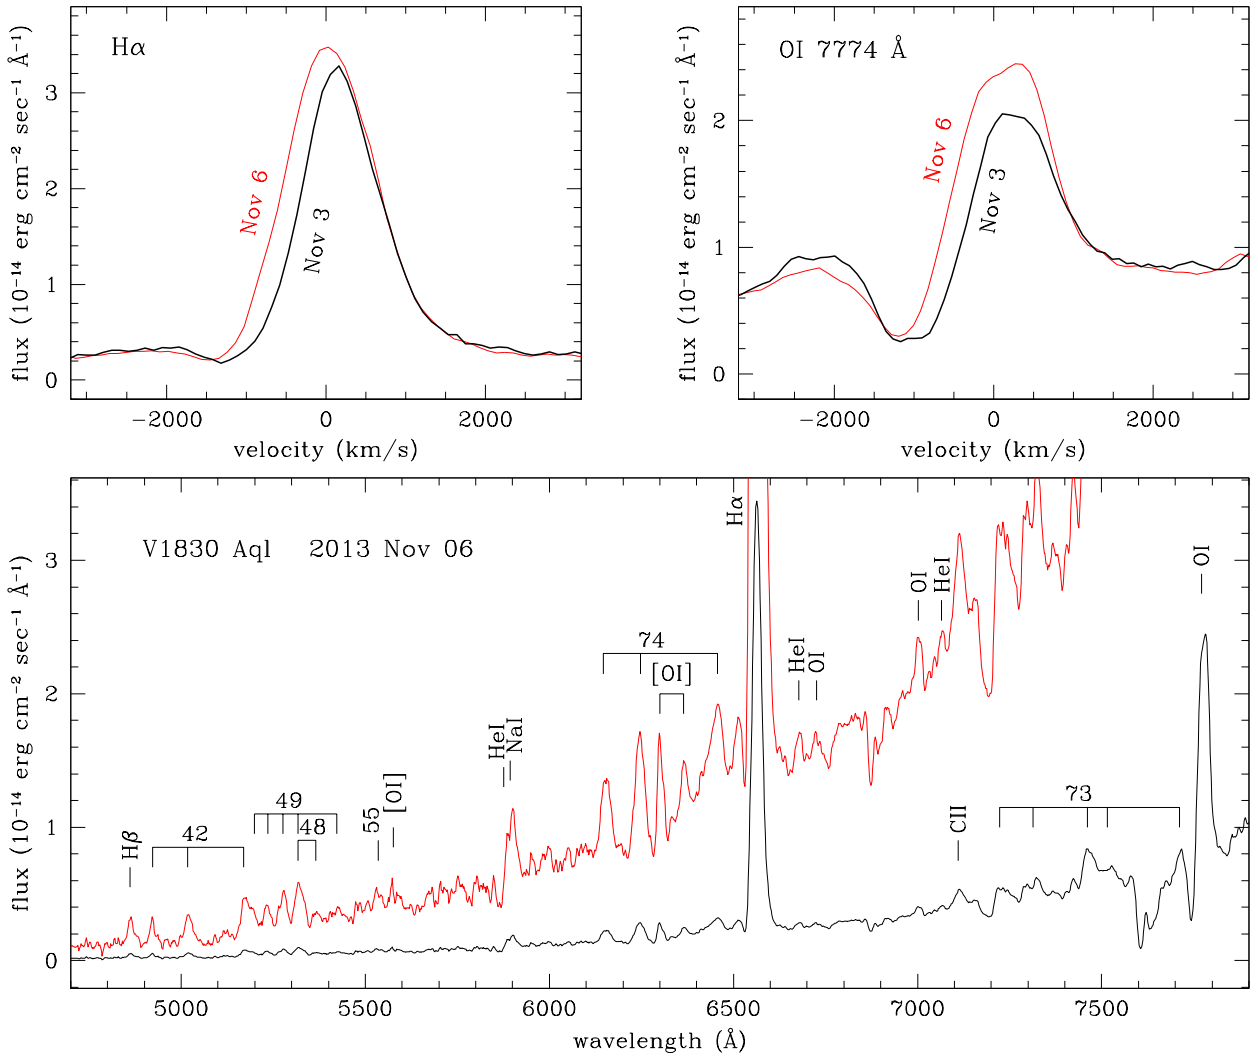 Hα
Nov 6
Nov 3
3
2
1
0
flux (10⁻¹⁴ erg cm⁻² sec⁻¹ Å⁻¹)
−2000
0
2000
velocity (km/s)
OI 7774 Å
Nov 6
Nov 3
2
1
0
flux (10⁻¹⁴ erg cm⁻² sec⁻¹ Å⁻¹)
−2000
0
2000
velocity (km/s)
V1830 Aql 2013 Nov 06
3
2
1
0
flux (10⁻¹⁴ erg cm⁻² sec⁻¹ Å⁻¹)
Hβ
42
49
48
55
[OI]
HeI
NaI
74
[OI]
Hα
HeI
OI
OI
HeI
CII
73
OI
5000
5500
6000
6500
7000
7500
wavelength (Å)